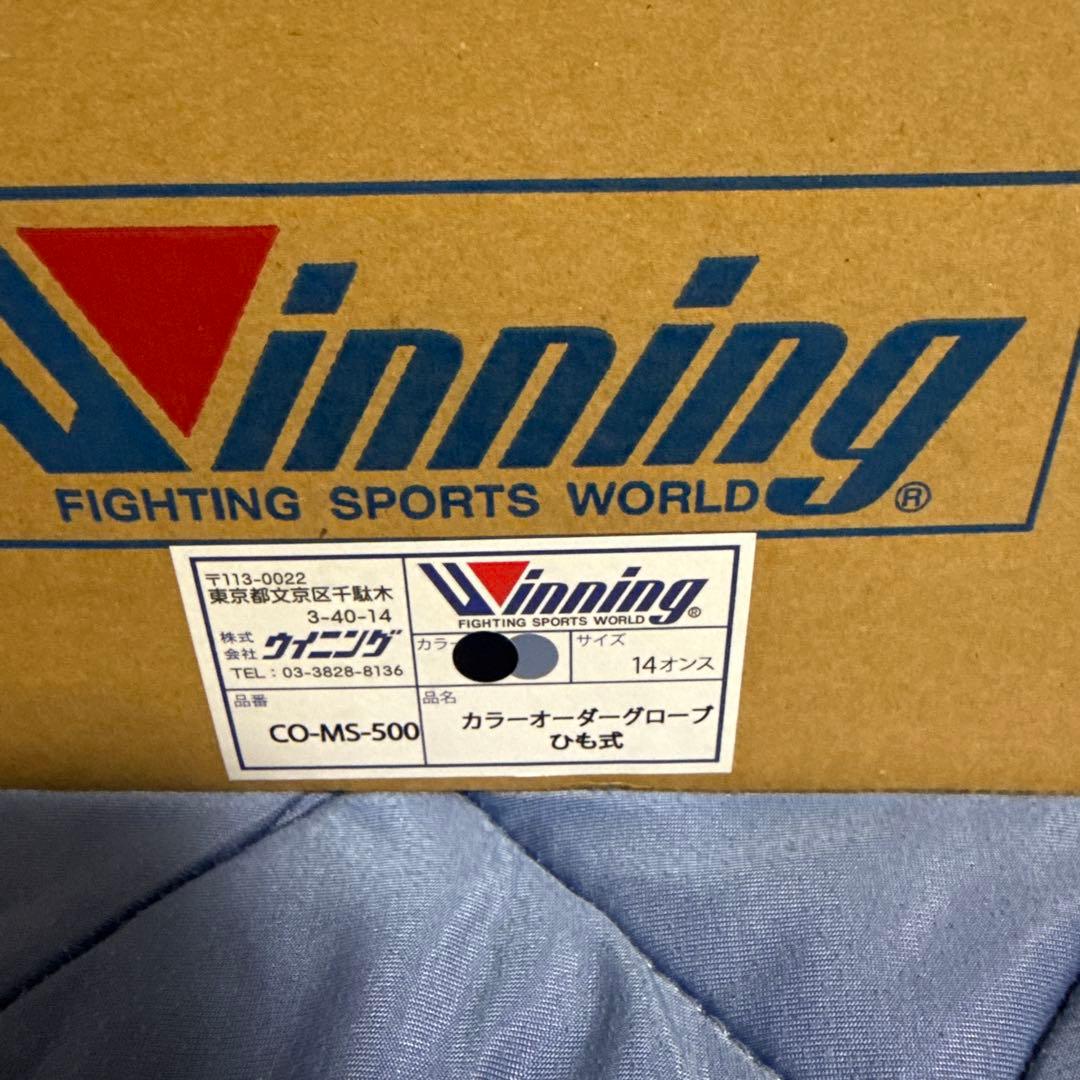 Winning
FIGHTING SPORTS WORLD ®
〒113-0022
東京都文京区千駄木
3-40-14
株式会社 ウイニング
TEL：03-3828-8136
Winning®
FIGHTING SPORTS WORLD
カラー
サイズ
14オンス
品番
CO-MS-500
品名
カラーオーダーグローブ
ひも式